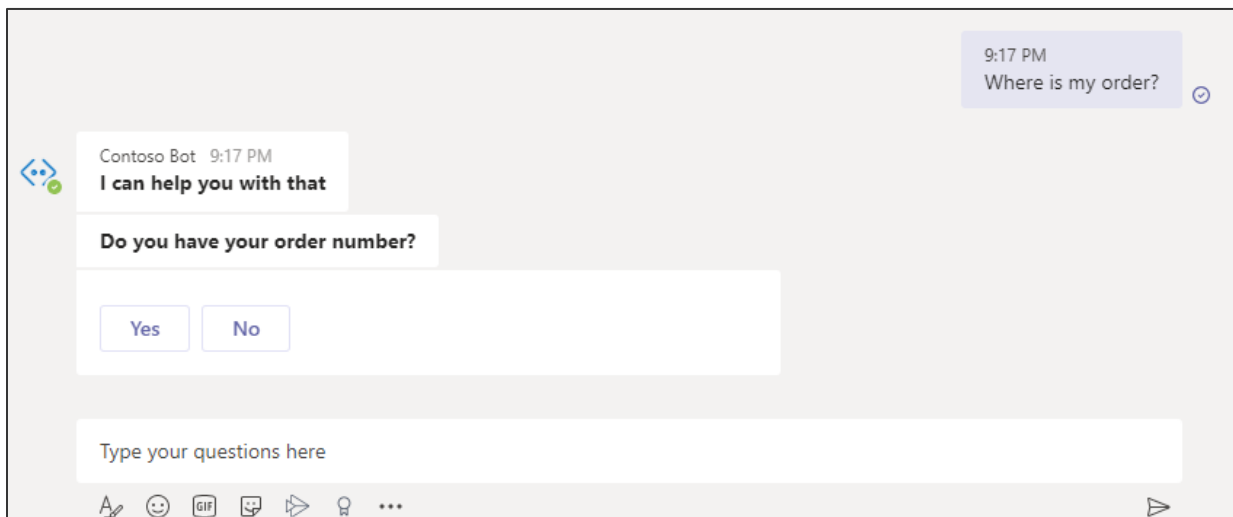 9:17 PM
Where is my order?
Contoso Bot 9:17 PM
I can help you with that
Do you have your order number?
Yes No
Type your questions here
GIF